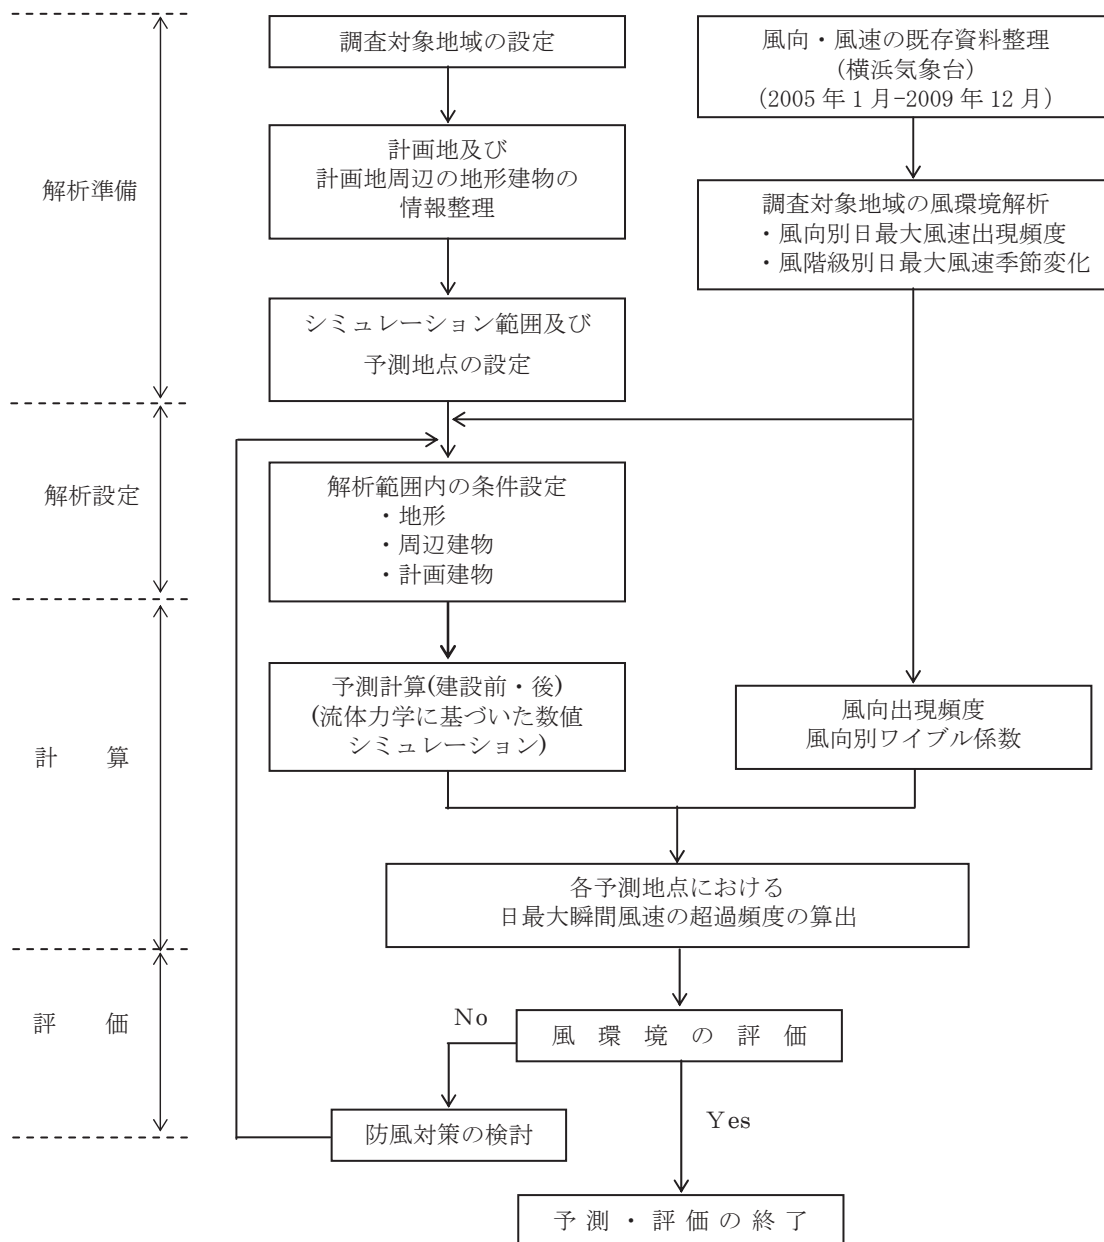 調査対象地域の設定
風向・風速の既存資料整理
(横浜気象台)
(2005 年 1 月-2009 年 12 月)
解析準備
計画地及び
計画地周辺の地形建物の
情報整理
調査対象地域の風環境解析
・風向別日最大風速出現頻度
・風階級別日最大風速季節変化
シミュレーション範囲及び
予測地点の設定
解析設定
解析範囲内の条件設定
・地形
・周辺建物
・計画建物
計 算
予測計算(建設前・後)
(流体力学に基づいた数値
シミュレーション)
風向出現頻度
風向別ワイブル係数
各予測地点における
日最大瞬間風速の超過頻度の算出
評 価
No
風 環 境 の 評 価
防風対策の検討
Yes
予 測 ・ 評 価 の 終 了